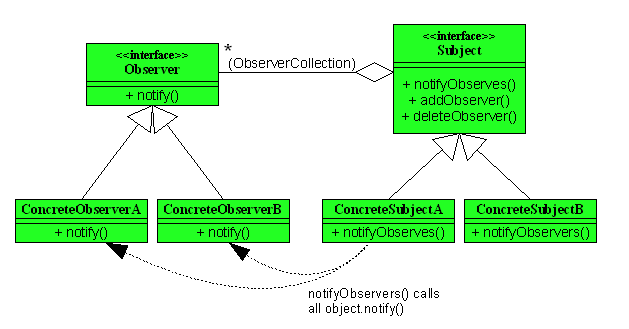 <<interface>>
Observer
+ notify()
*
(ObserverCollection)
<<interface>>
Subject
+ notifyObserves()
+ addObserver()
+ deleteObserver()
ConcreteObserverA
+ notify()
ConcreteObserverB
+ notify()
ConcreteSubjectA
+ notifyObserves()
ConcreteSubjectB
+ notifyObservers()
notifyObservers() calls
all object.notify()